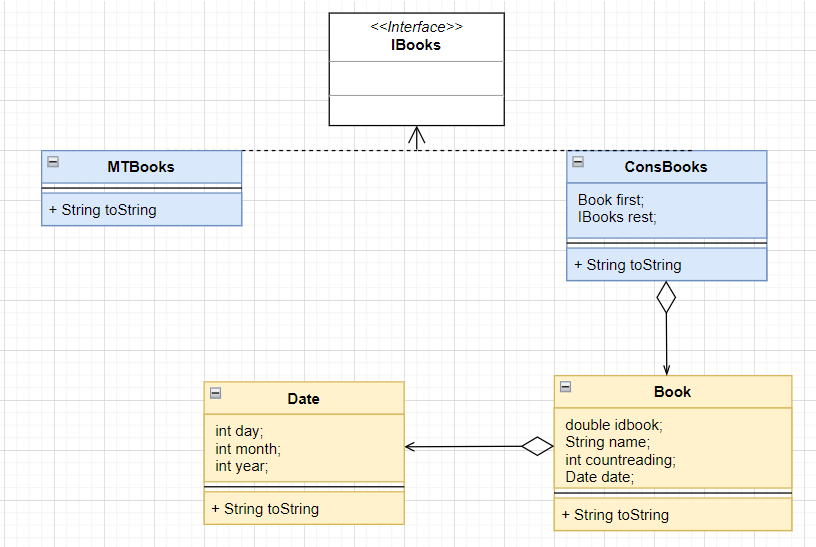 <<Interface>>
IBooks
MTBooks
+ String toString
ConsBooks
Book first;
IBooks rest;
+ String toString
Date
int day;
int month;
int year;
+ String toString
Book
double idbook;
String name;
int countreading;
Date date;
+ String toString